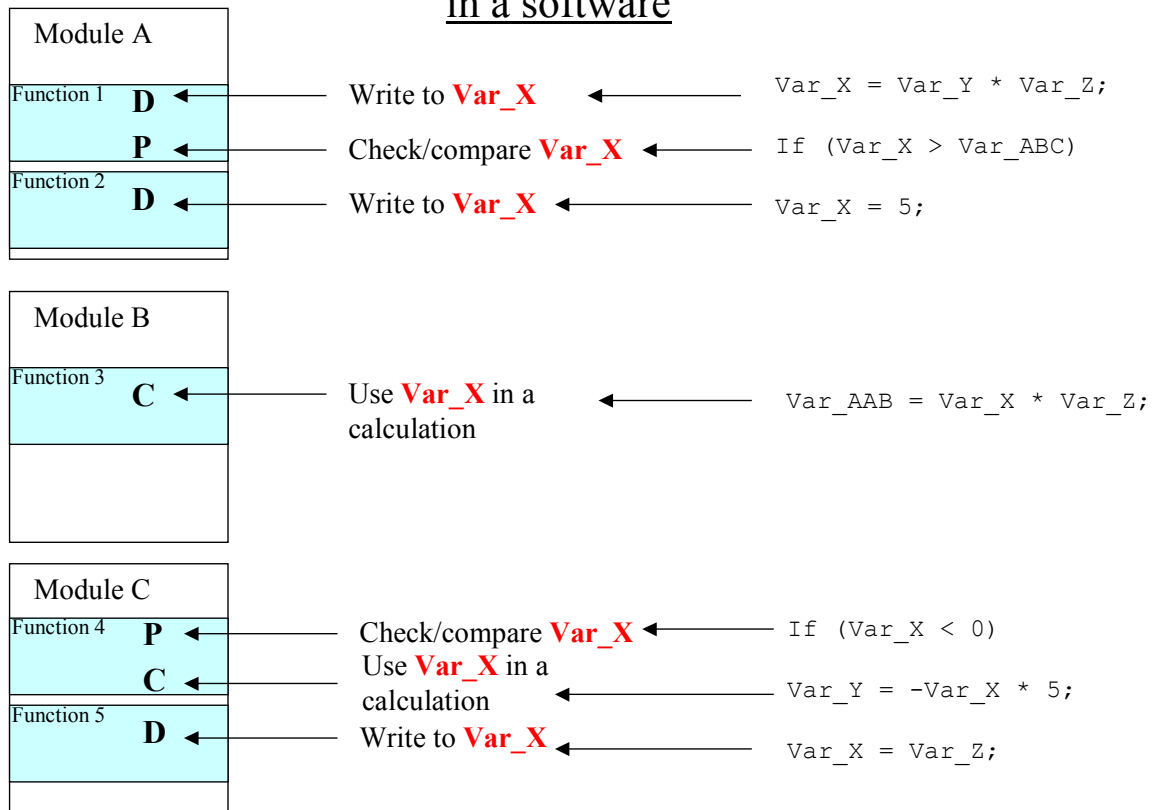 in a software
Module A
Function 1 D Write to Var_X Var_X = Var_Y * Var_Z;
P Check/compare Var_X If (Var_X > Var_ABC)
Function 2 D Write to Var_X Var_X = 5;
Module B
Function 3 C Use Var_X in a Var_AAB = Var_X * Var_Z;
calculation
Module C
Function 4 P Check/compare Var_X If (Var_X < 0)
C Use Var_X in a
calculation Var_Y = -Var_X * 5;
Function 5 D Write to Var_X Var_X = Var_Z;